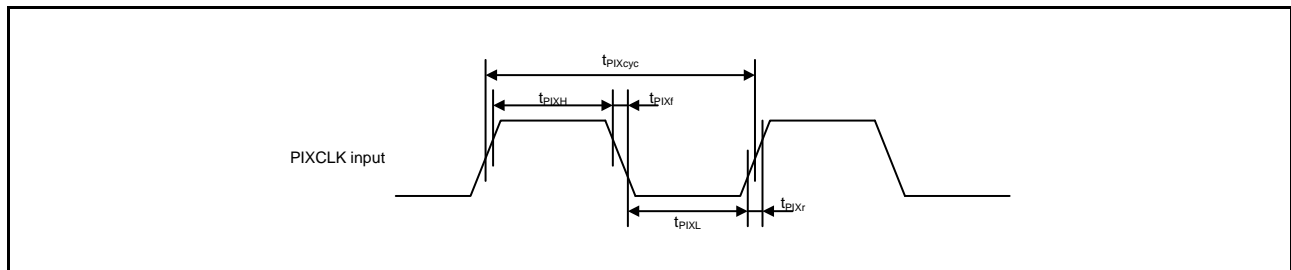 tPIXcyc
tPIXH
tPIXf
PIXCLK input
tPIXL
tPIXr